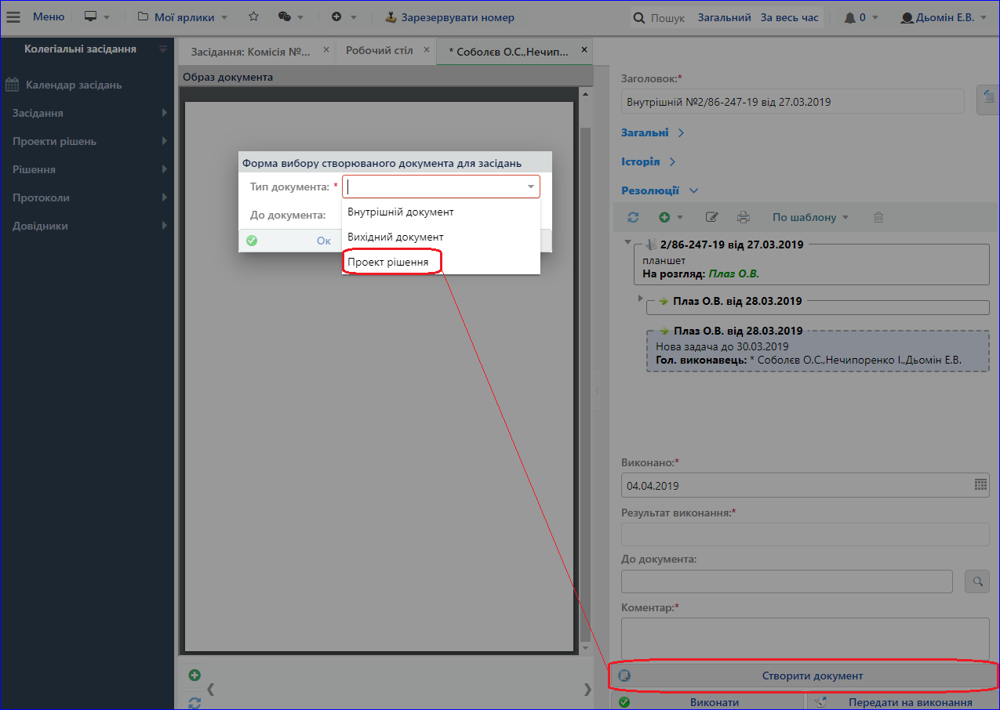 Меню
Мої ярлики
Зарезервувати номер
Пошук
Загальний
За весь час
0
Дьомін Е.В.
Колегіальні засідання
Календар засідань
Засідання
Проекти рішень
Рішення
Протоколи
Довідники
Засідання: Комісія №...
Робочий стіл
* Соболєв О.С.,Нечип...
Образ документа
Форма вибору створюваного документа для засідань
Тип документа: *
До документа:
Ок
Внутрішній документ
Вихідний документ
Проект рішення
Заголовок:*
Внутрішній №2/86-247-19 від 27.03.2019
Загальні
Історія
Резолюції
По шаблону
2/86-247-19 від 27.03.2019
планшет
На розгляд: Плаз О.В.
Плаз О.В. від 28.03.2019
Плаз О.В. від 28.03.2019
Нова задача до 30.03.2019
Гол. виконавець: * Соболєв О.С.,Нечипоренко І.,Дьомін Е.В.
Виконано:*
04.04.2019
Результат виконання:*
До документа:
Коментар:*
Створити документ
Виконати
Передати на виконання